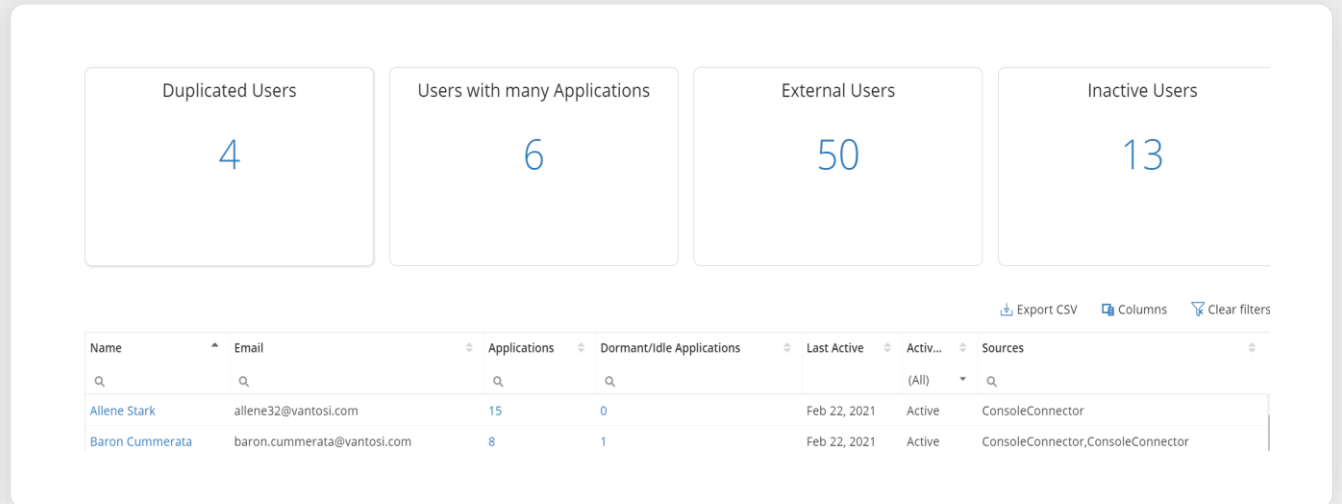 Duplicated Users
4
Users with many Applications
6
External Users
50
Inactive Users
13
Export CSV Columns Clear filters
Name Email Applications Dormant/Idle Applications Last Active Activ... Sources
(All)
Allene Stark allene32@vantosi.com 15 0 Feb 22, 2021 Active ConsoleConnector
Baron Cummerata baron.cummerata@vantosi.com 8 1 Feb 22, 2021 Active ConsoleConnector,ConsoleConnector